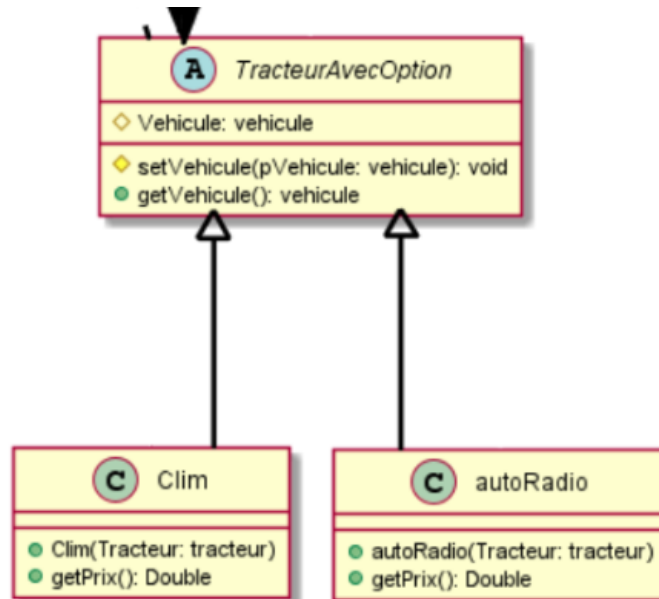 A TracteurAvecOption
Vehicule: vehicule
setVehicule(pVehicule: vehicule): void
getVehicule(): vehicule
C Clim
Clim(Tracteur: tracteur)
getPrix(): Double
C autoRadio
autoRadio(Tracteur: tracteur)
getPrix(): Double